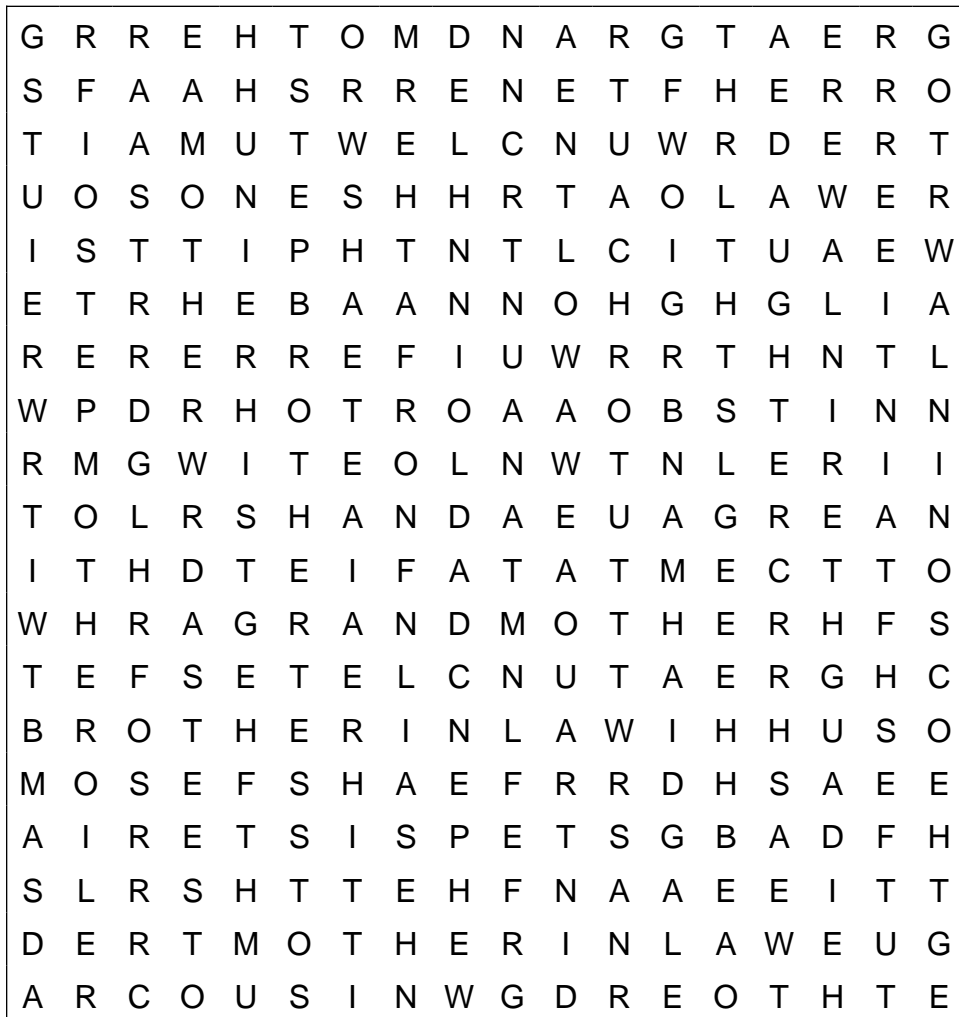 G R R E H T O M D N A R G T A E R G
S F A A H S R R E N E T F H E R R O
T I A M U T W E L C N U W R D E R T
U O S O N E S H H R T A O L A W E R
I S T T I P H T N T L C I T U A E W
E T R H E B A A N N O H G H G L I A
R E R E R R E F I U W R R T H N T L
W P D R H O T R O A A O B S T I N N
R M G W I T E O L N W T N L E R I I
T O L R S H A N D A E U A G R E A N
I T H D T E I F A T A T M E C T T O
W H R A G R A N D M O T H E R H F S
T E F S E T E L C N U T A E R G H C
B R O T H E R I N L A W I H H U S O
M O S E F S H A E F R R D H S A E E
A I R E T S I S P E T S G B A D F H
S L R S H T T E H F N A A E E I T T
D E R T M O T H E R I N L A W E U G
A R C O U S I N W G D R E O T H T E